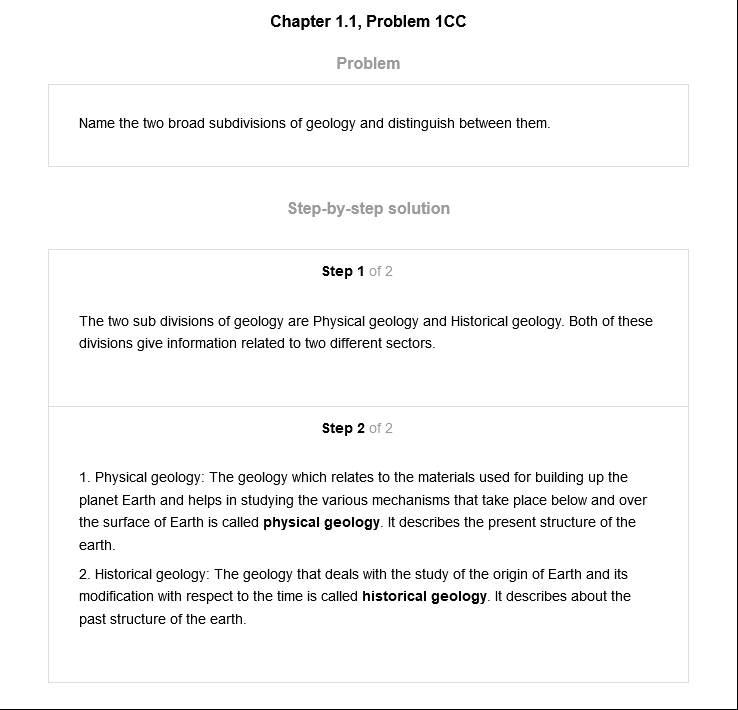 Chapter 1.1, Problem 1CC
Problem
Name the two broad subdivisions of geology and distinguish between them.
Step-by-step solution
Step 1 of 2
The two sub divisions of geology are Physical geology and Historical geology. Both of these
divisions give information related to two different sectors.
Step 2 of 2
1. Physical geology: The geology which relates to the materials used for building up the
planet Earth and helps in studying the various mechanisms that take place below and over
the surface of Earth is called physical geology. It describes the present structure of the
earth.
2. Historical geology: The geology that deals with the study of the origin of Earth and its
modification with respect to the time is called historical geology. It describes about the
past structure of the earth.